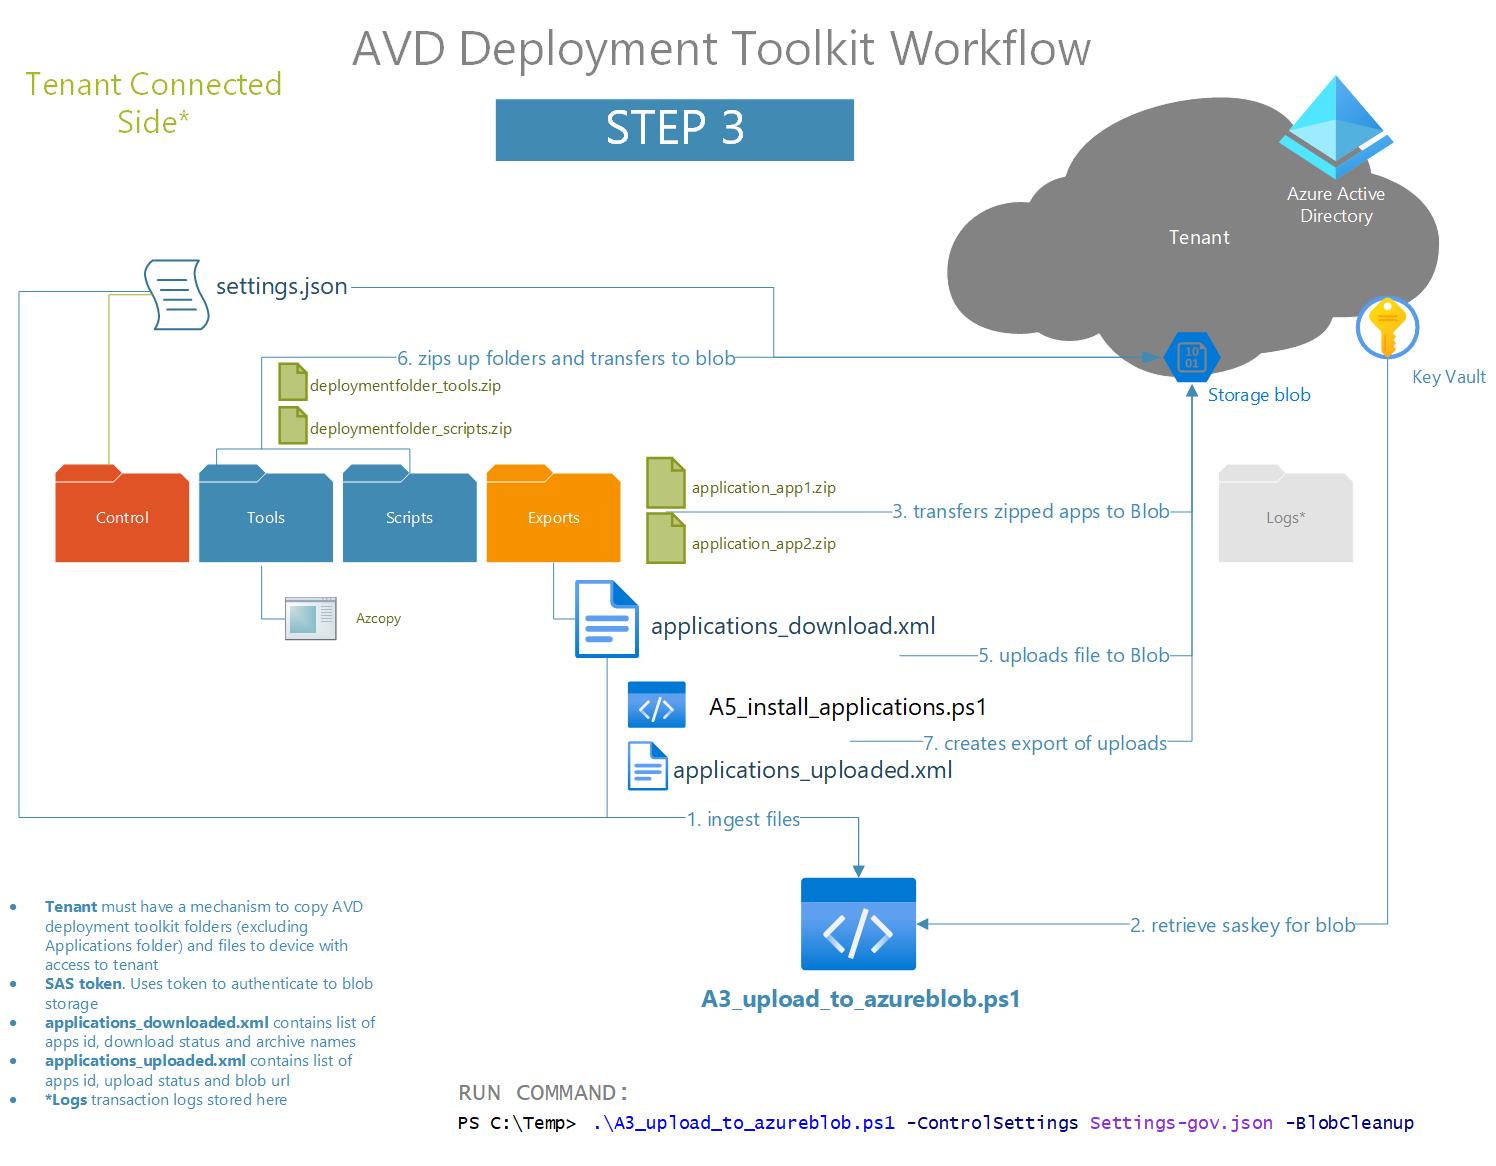 AVD Deployment Toolkit Workflow
Tenant Connected
Side*
STEP 3
Azure Active
Directory
Tenant
settings.json
6. zips up folders and transfers to blob
10
01
Key Vault
Storage blob
deploymentfolder_tools.zip
deploymentfolder_scripts.zip
Control
Tools
Scripts
Exports
application_app1.zip
3. transfers zipped apps to Blob
application_app2.zip
Logs*
Azcopy
applications_download.xml
5. uploads file to Blob
A5_install_applications.ps1
7. creates export of uploads
applications_uploaded.xml
1. ingest files
2. retrieve saskey for blob
A3_upload_to_azureblob.ps1
• Tenant must have a mechanism to copy AVD
deployment toolkit folders (excluding
Applications folder) and files to device with
access to tenant
• SAS token. Uses token to authenticate to blob
storage
• applications_downloaded.xml contains list of
apps id, download status and archive names
• applications_uploaded.xml contains list of
apps id, upload status and blob url
• *Logs transaction logs stored here
RUN COMMAND:
PS C:\Temp> .\A3_upload_to_azureblob.ps1 -ControlSettings Settings-gov.json -BlobCleanup